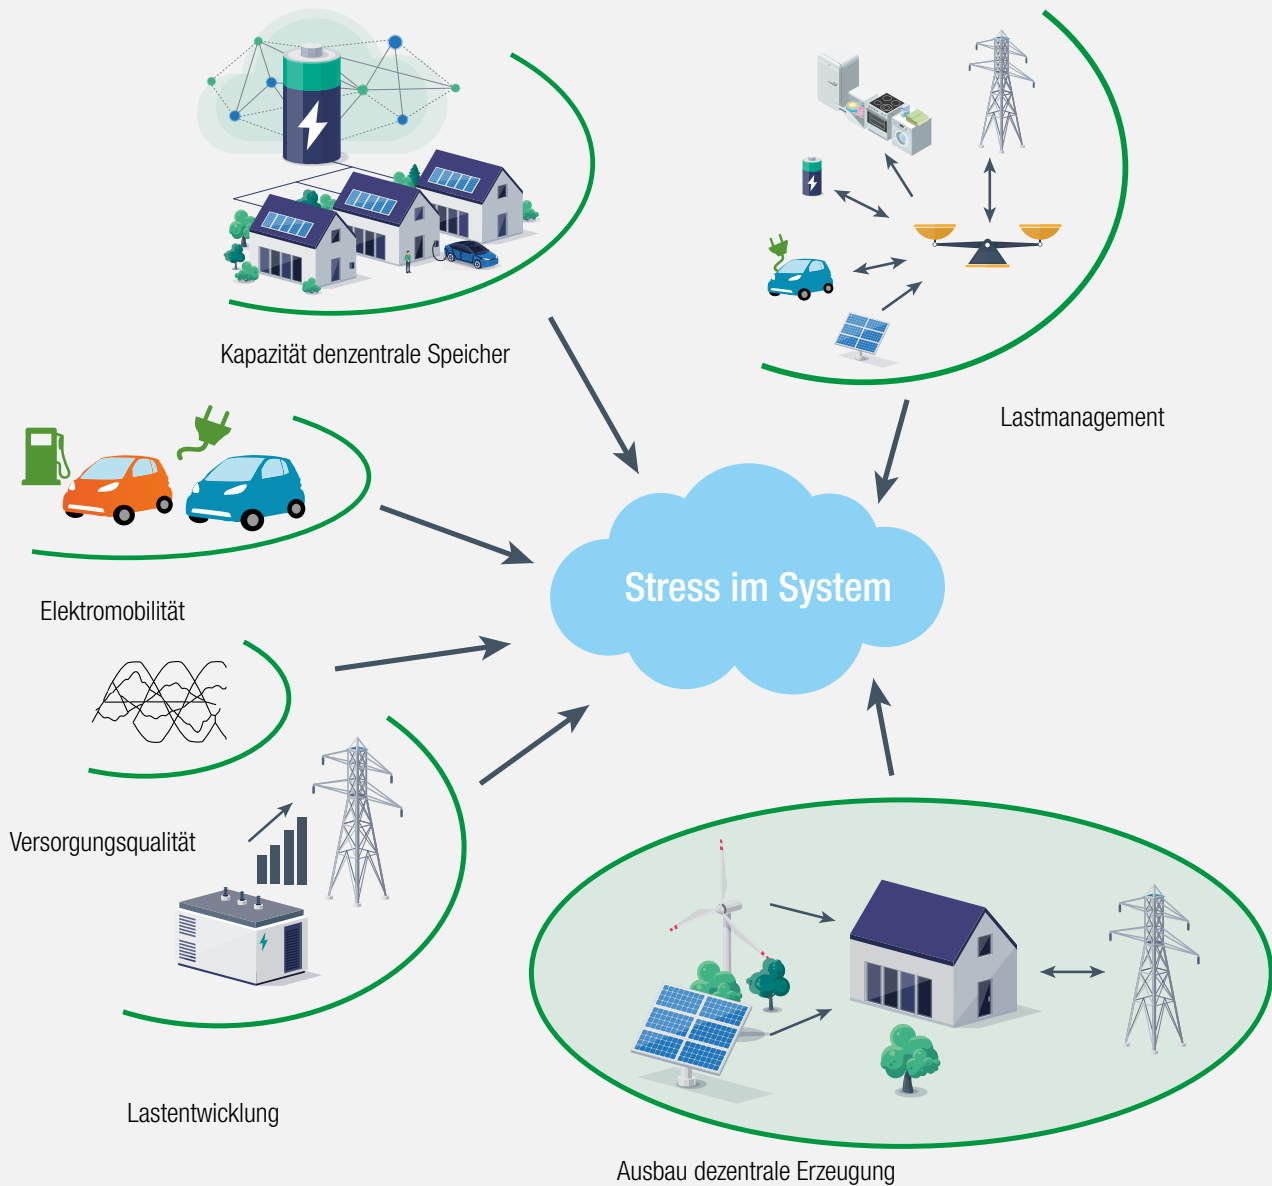 Kapazität denzentrale Speicher
Lastmanagement
Stress im System
Elektromobilität
Versorgungsqualität
Lastentwicklung
Ausbau dezentrale Erzeugung